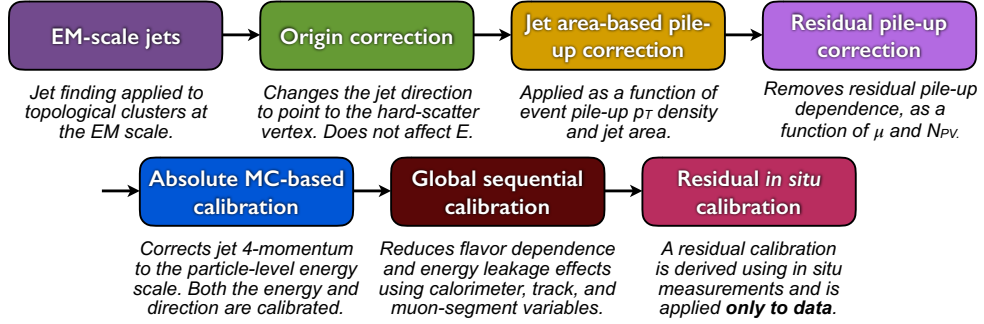 EM-scale jets
Jet finding applied to
topological clusters at
the EM scale.
Origin correction
Changes the jet direction
to point to the hard-scatter
vertex. Does not affect E.
Jet area-based pile-
up correction
Applied as a function of
event pile-up pT density
and jet area.
Residual pile-up
correction
Removes residual pile-up
dependence, as a
function of μ and NPV.
Absolute MC-based
calibration
Corrects jet 4-momentum
to the particle-level energy
scale. Both the energy and
direction are calibrated.
Global sequential
calibration
Reduces flavor dependence
and energy leakage effects
using calorimeter, track, and
muon-segment variables.
Residual in situ
calibration
A residual calibration
is derived using in situ
measurements and is
applied only to data.